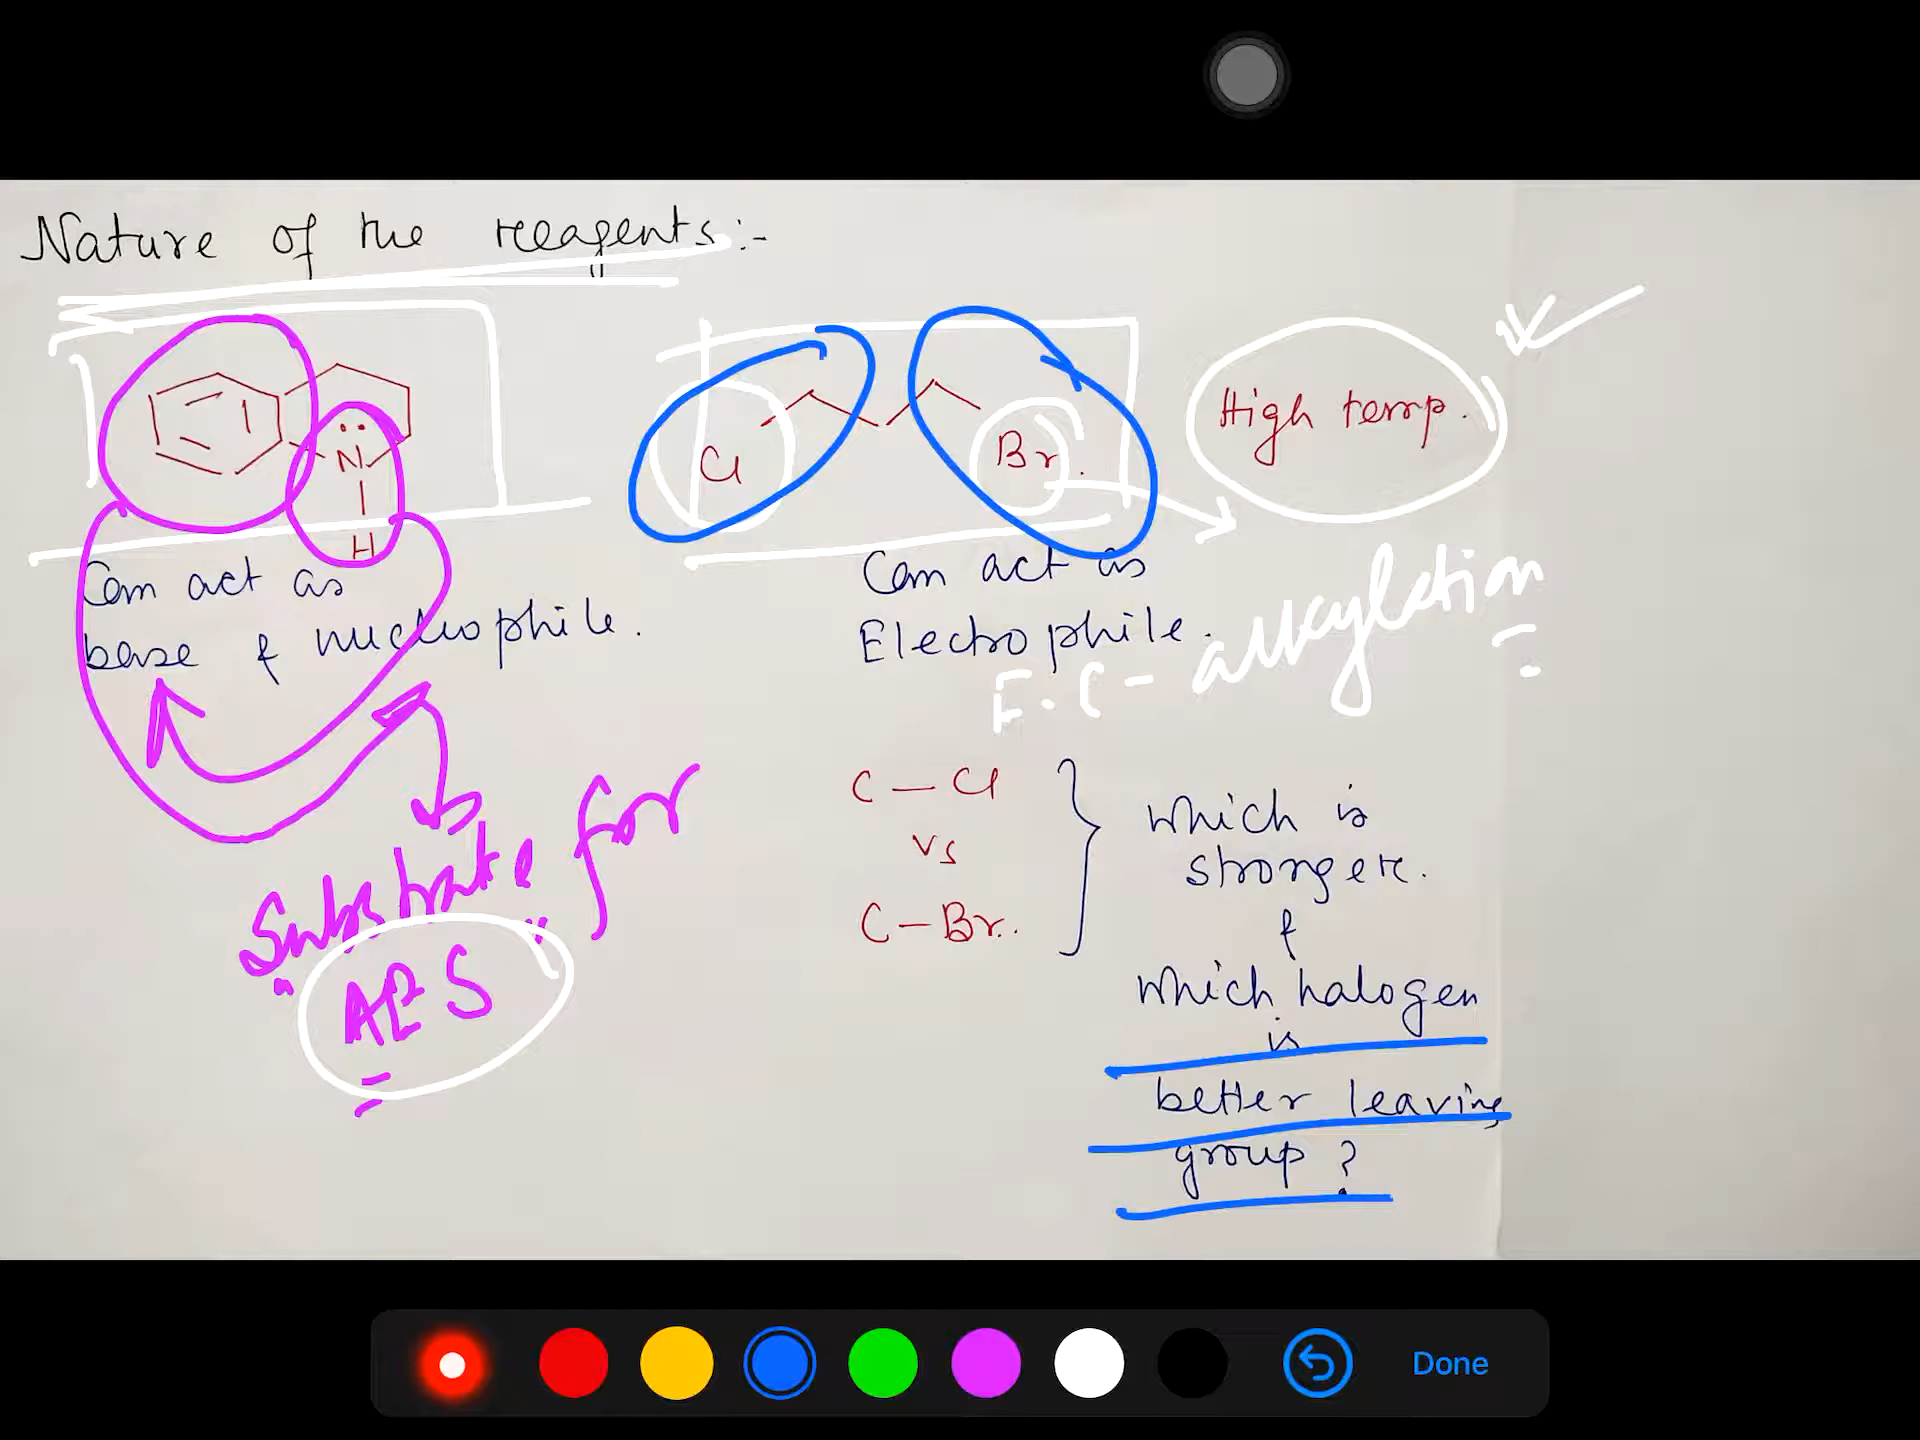 Nature of the reagents:-
N
H
Cl
Br.
High temp.
Can act as
base & nucleophile.
Can act as
Electrophile.
F.C- alkylation
Substrate for
AES
C — Cl
vs
C — Br.
which is
stronger.
&
which halogen
is
better leaving
group?
Done